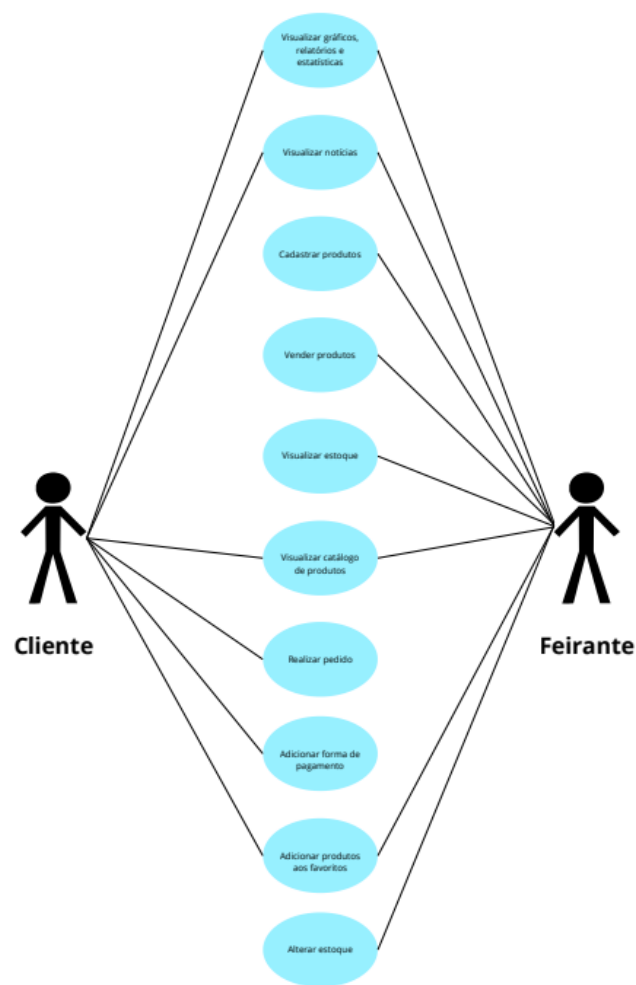 Visualizar gráficos,
relatórios e
estatísticas
Visualizar notícias
Cadastrar produtos
Vender produtos
Visualizar estoque
Visualizar catálogo
de produtos
Cliente
Feirante
Realizar pedido
Adicionar forma de
pagamento
Adicionar produtos
aos favoritos
Alterar estoque